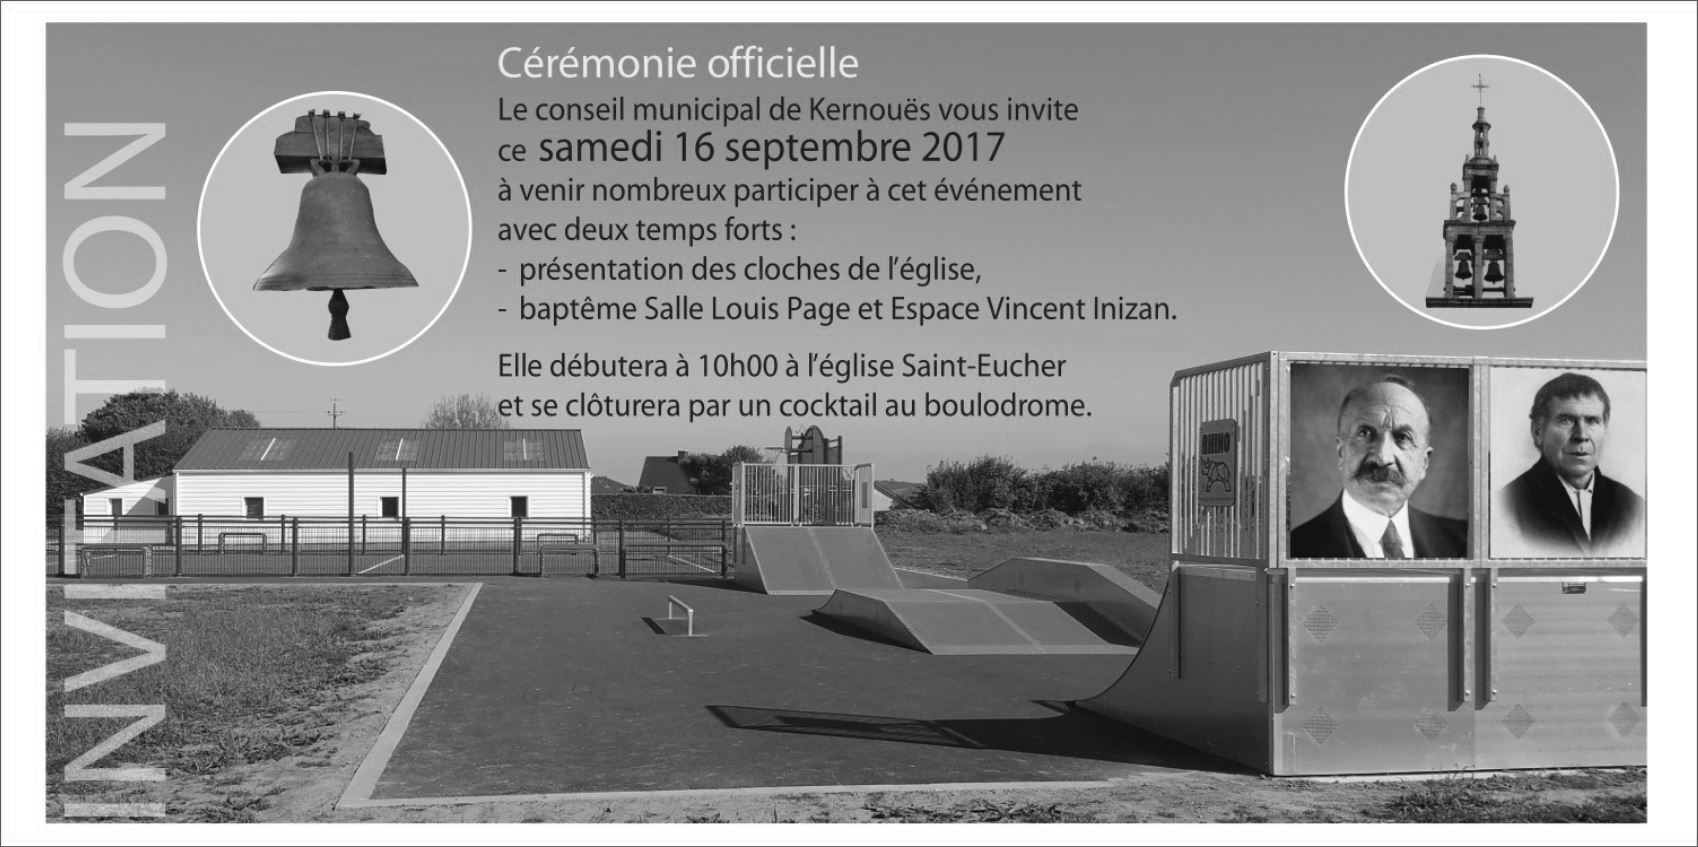 INVITATION
Cérémonie officielle
Le conseil municipal de Kernouës vous invite
ce samedi 16 septembre 2017
à venir nombreux participer à cet événement
avec deux temps forts :
- présentation des cloches de l'église,
- baptême Salle Louis Page et Espace Vincent Inizan.
Elle débutera à 10h00 à l'église Saint-Eucher
et se clôturera par un cocktail au boulodrome.
RHINO